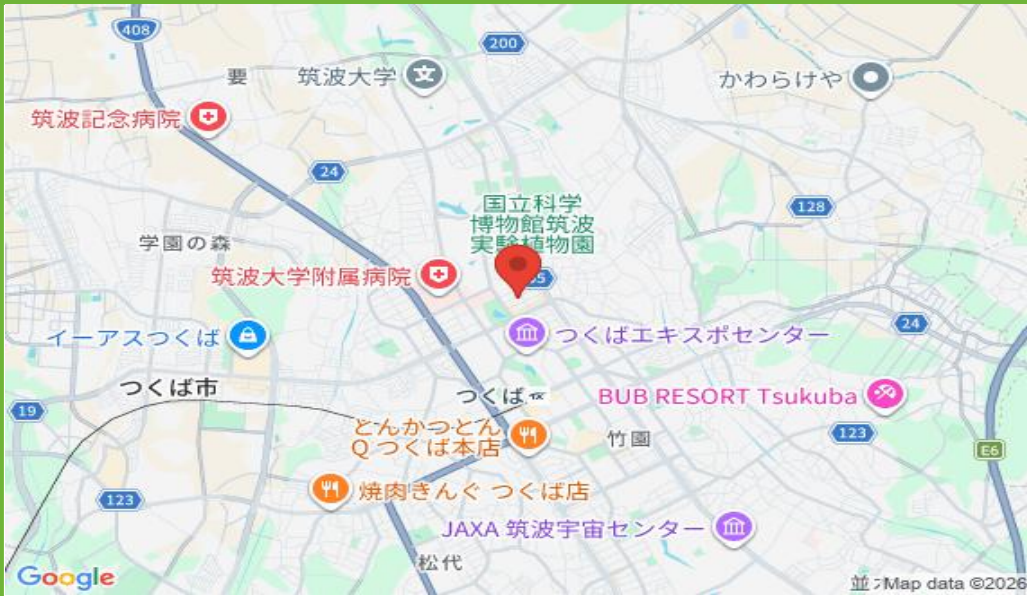 408
200
要
筑波大学
かわらけや
筑波記念病院
24
128
国立科学
博物館筑波
実験植物園
学園の森
筑波大学附属病院
イーアスつくば
つくばエキスポセンター
24
つくば市
つくば
BUB RESORT Tsukuba
19
とんかつとん
Q つくば本店
竹園
123
E6
123
焼肉きんぐ つくば店
JAXA 筑波宇宙センター
松代
Google
Map data ©2026